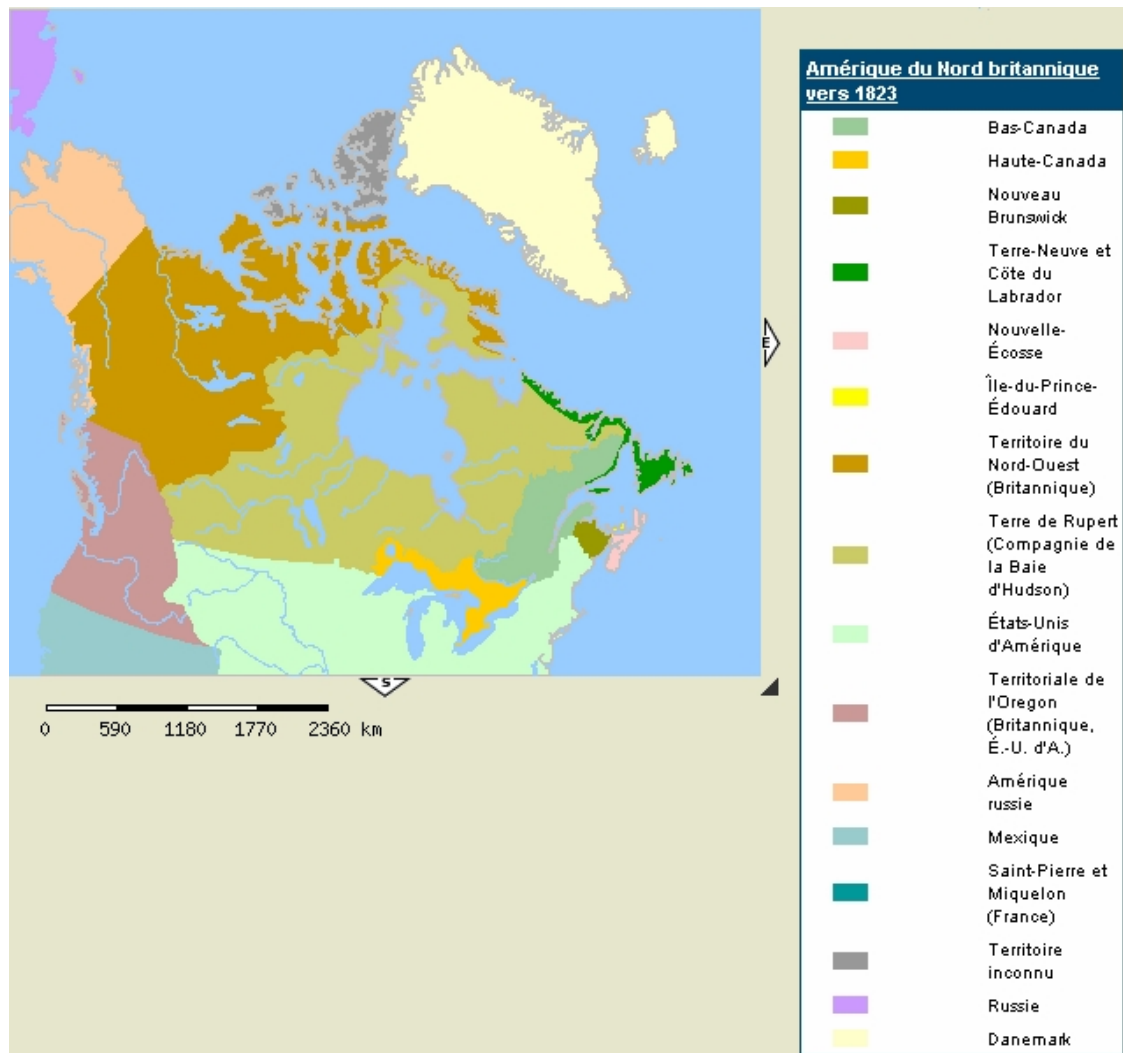 Amérique du Nord britannique
vers 1823
Bas-Canada
Haute-Canada
Nouveau
Brunswick
Terre-Neuve et
Côte du
Labrador
Nouvelle-
Écosse
Île-du-Prince-
Édouard
Territoire du
Nord-Ouest
(Britannique)
Terre de Rupert
(Compagnie de
la Baie
d'Hudson)
États-Unis
d'Amérique
Territoriale de
l'Oregon
(Britannique,
É.-U. d'A.)
Amérique
russie
Mexique
Saint-Pierre et
Miquelon
(France)
Territoire
inconnu
Russie
Danemark
E
S
0 590 1180 1770 2360 km